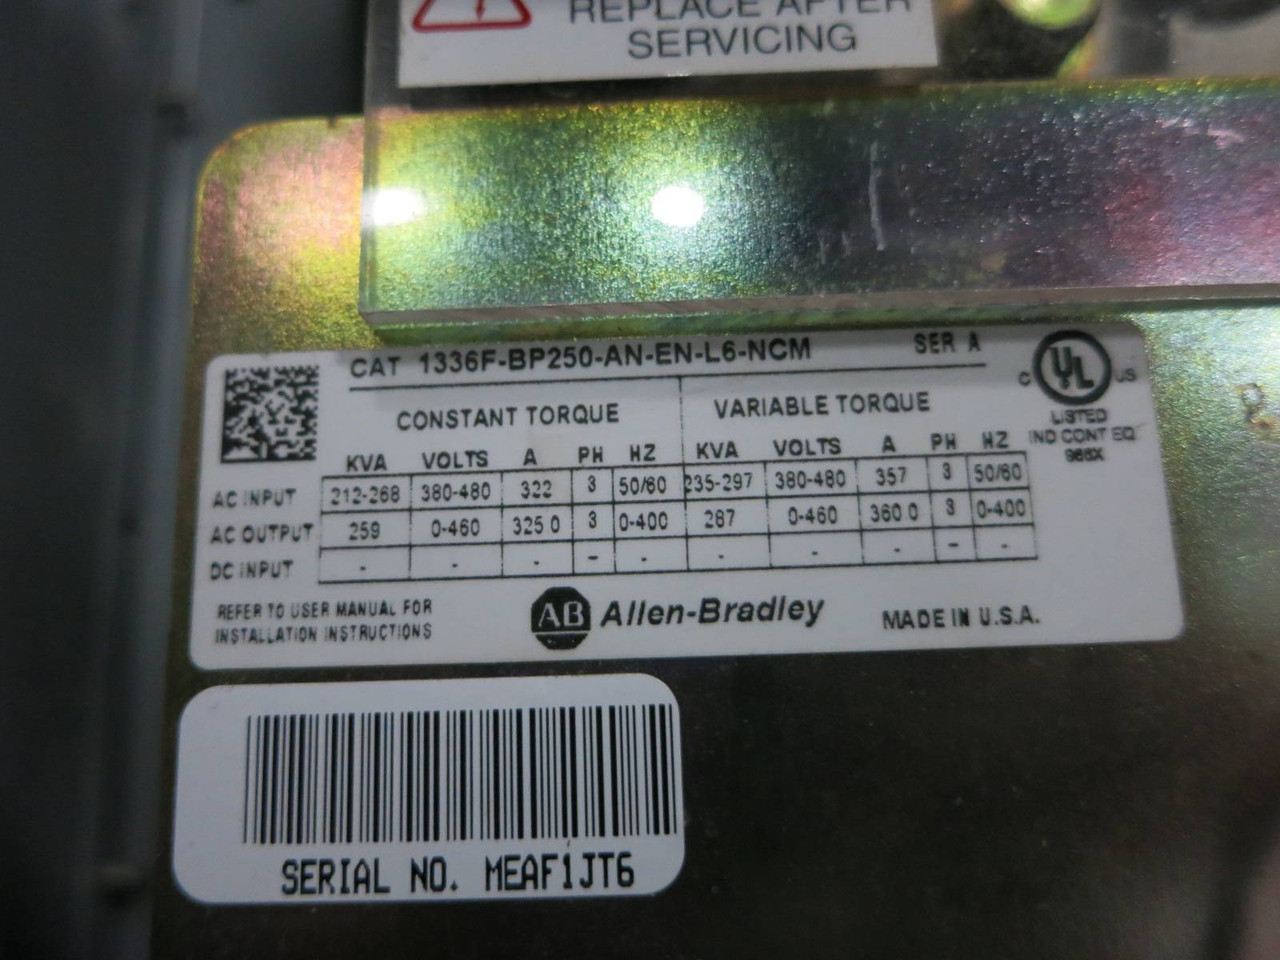 REPLACE AFTER
SERVICING
CAT 1336F-BP250-AN-EN-L6-NCM SER A
CONSTANT TORQUE VARIABLE TORQUE
KVA VOLTS A PH HZ KVA VOLTS A PH HZ
AC INPUT 212-268 380-480 322 3 50/60 235-297 380-480 357 3 50/60
AC OUTPUT 259 0-460 325 0 3 0-400 287 0-460 360 0 3 0-400
DC INPUT - - - - - - - - - -
C UL US
LISTED
IND CONT EQ
966X
REFER TO USER MANUAL FOR
INSTALLATION INSTRUCTIONS
AB Allen-Bradley
MADE IN U.S.A.
SERIAL NO. MEAF1JT6